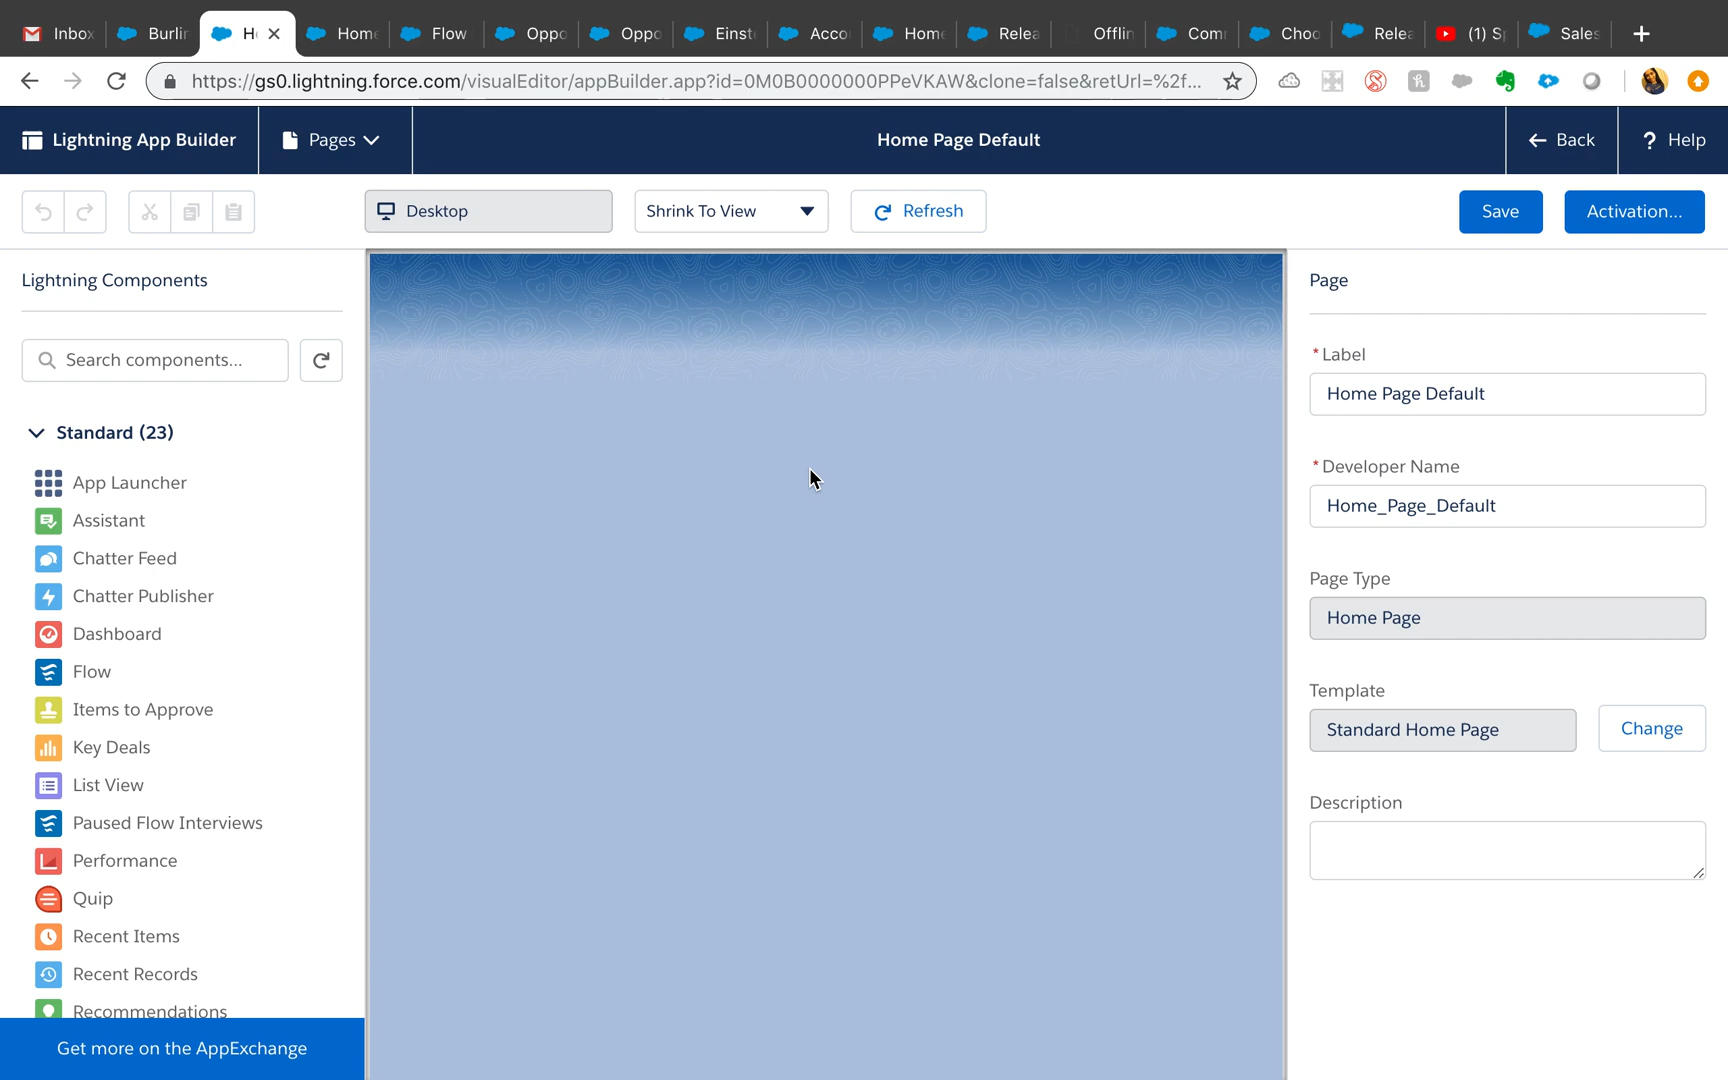 Inbox
Burlin
H
Home
Flow
Oppo
Oppo
Einst
Acco
Home
Relea
Offlin
Com
Choo
Relea
(1) S
Sales
https://gs0.lightning.force.com/visualEditor/appBuilder.app?id=0M0B0000000PPeVKAW&clone=false&retUrl=%2f...
Lightning App Builder
Pages
Home Page Default
Back
? Help
Desktop
Shrink To View
Refresh
Save
Activation...
Lightning Components
Search components...
Standard (23)
App Launcher
Assistant
Chatter Feed
Chatter Publisher
Dashboard
Flow
Items to Approve
Key Deals
List View
Paused Flow Interviews
Performance
Quip
Recent Items
Recent Records
Recommendations
Get more on the AppExchange
Page
*Label
Home Page Default
*Developer Name
Home_Page_Default
Page Type
Home Page
Template
Standard Home Page
Change
Description